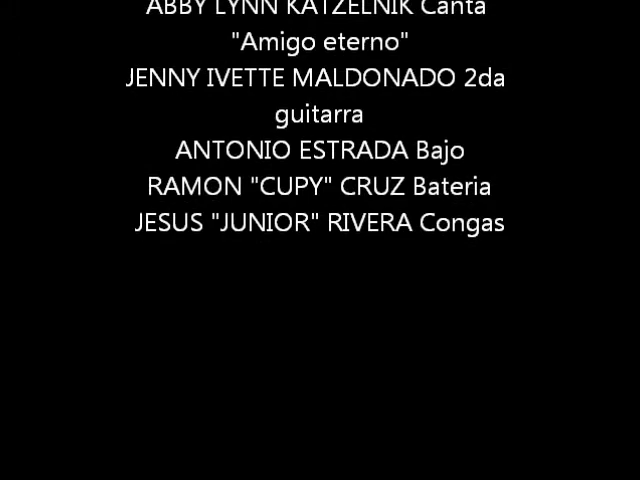 ABBY LYNN KATZELNIK Canta
"Amigo eterno"
JENNY IVETTE MALDONADO 2da
guitarra
ANTONIO ESTRADA Bajo
RAMON "CUPY" CRUZ Bateria
JESUS "JUNIOR" RIVERA Congas